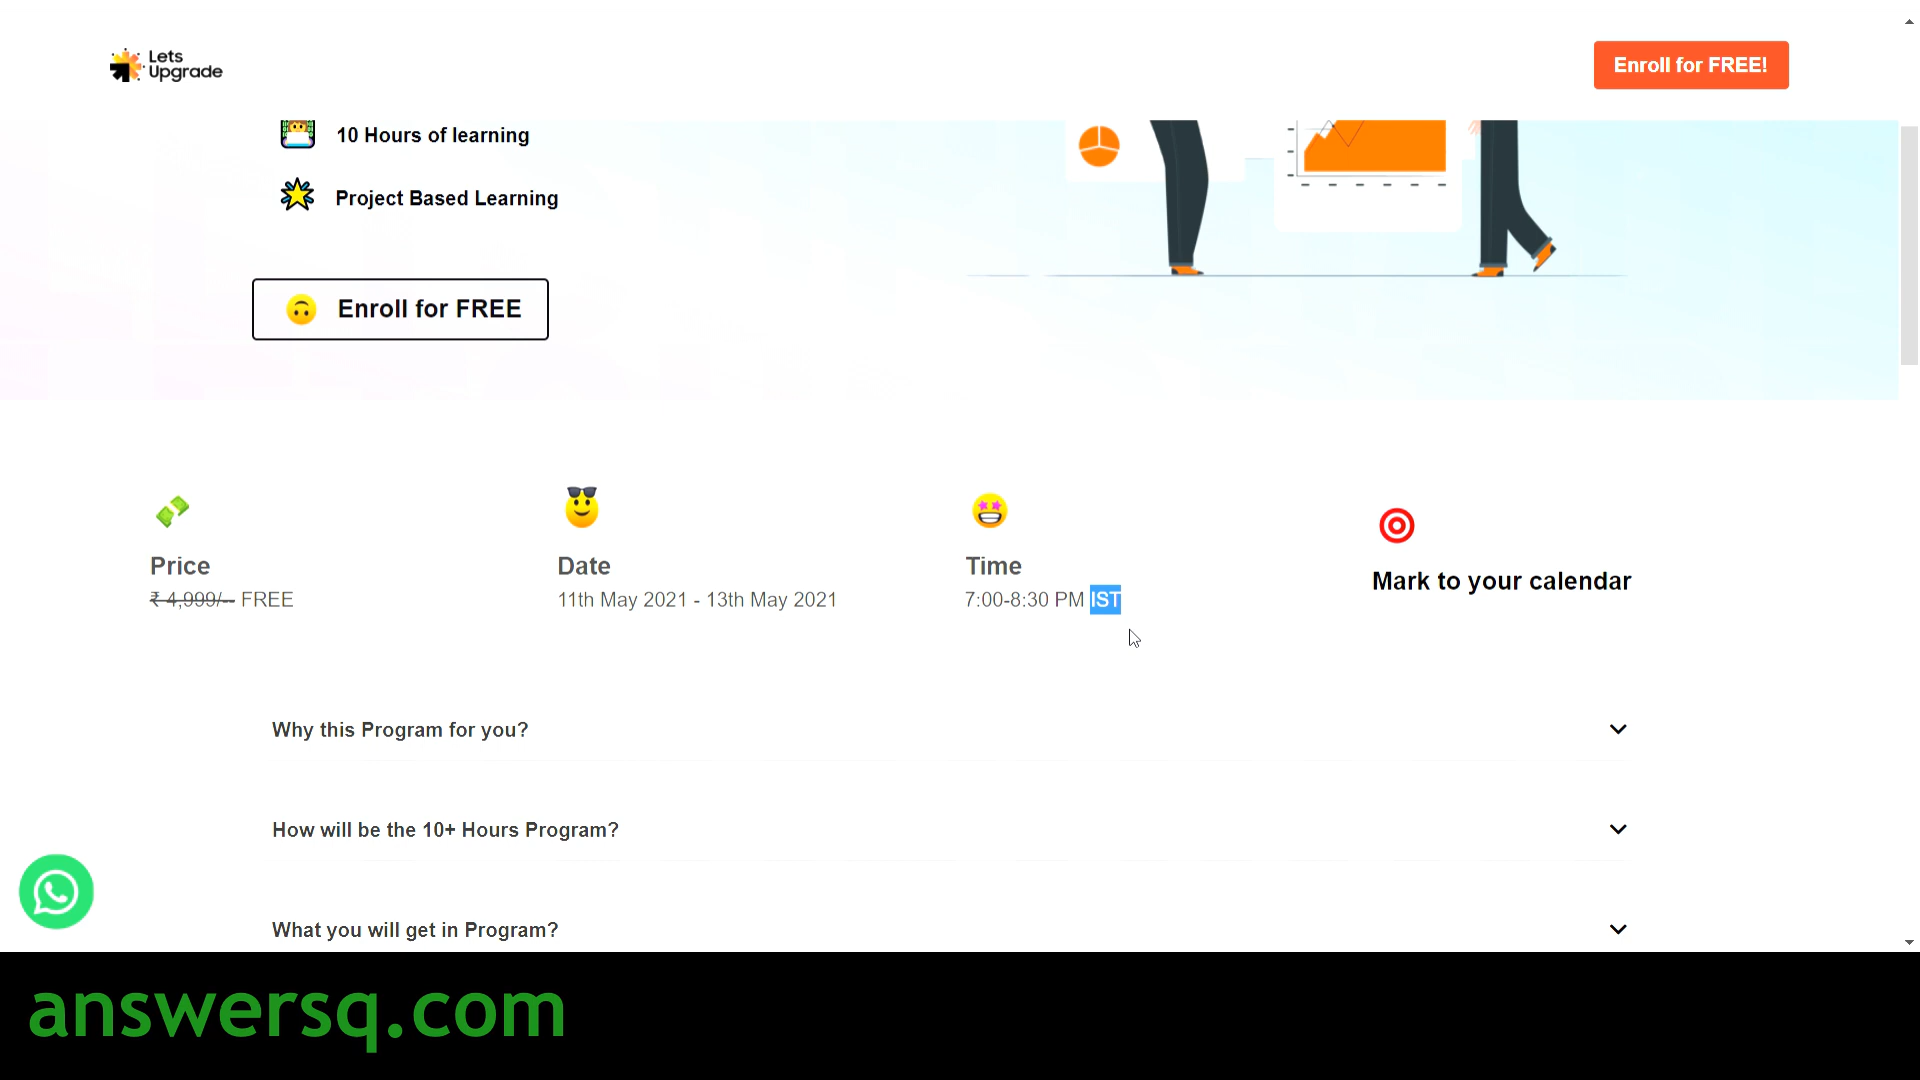 Lets
Upgrade
Enroll for FREE!
10 Hours of learning
Project Based Learning
Enroll for FREE
Price
₹ 4,999/-- FREE
Date
11th May 2021 - 13th May 2021
Time
7:00-8:30 PM IST
Mark to your calendar
Why this Program for you?
How will be the 10+ Hours Program?
What you will get in Program?
answersq.com